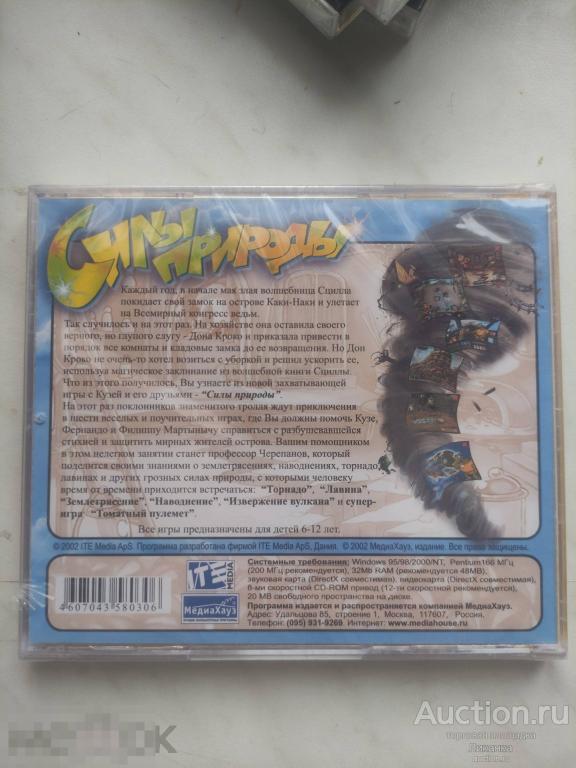 Силы природы
Каждый год, в начале мая злая волшебница Сцилла
покидает свой замок на острове Каки-Наки и улетает
на Всемирный конгресс ведьм.
Так случилось и на этот раз. На хозяйстве она оставила своего
верного, но глупого слугу - Дона Кроко и приказала привести в
порядок все комнаты и кладовые замка до ее возвращения. Но Дон
Кроко не очень-то хотел возиться с уборкой и решил ускорить ее,
используя магическое заклинание из волшебной книги Сциллы.
Что из этого получилось, Вы узнаете из новой захватывающей
игры с Кузей и его друзьями - “Силы природы”.
На этот раз поклонников знаменитого тролля ждут приключения
в шести веселых и поучительных играх, где Вы должны помочь Кузе,
Фернандо и Филиппу Мартынычу справиться с разбушевавшейся
стихией и защитить мирных жителей острова. Вашим помощником
в этом нелегком занятии станет профессор Черепанов, который
поделится своими знаниями о землетрясениях, наводнениях, торнадо,
лавинах и других грозных силах природы, с которыми человеку
время от времени приходится встречаться: “Торнадо”, “Лавина”,
“Землетрясение”, “Наводнение”, “Извержение вулкана” и супер-
игра “Томатный пулемет”.
Все игры предназначены для детей 6-12 лет.
© 2002 ITE Media ApS. Программа разработана фирмой ITE Media ApS, Дания. © 2002 МедиаХауз, издание. Все права защищены.
Системные требования: Windows 95/98/2000/NT, Pentium166 МГц
(200 МГц рекомендуется), 32Mb RAM (рекомендуется 48MB),
звуковая карта (DirectX совместимая), видеокарта (DirectX совместимая),
8-ми скоростной CD-ROM привод (12-ти скоростной рекомендуется),
20 MB свободного пространства на диске.
Программа издается и распространяется компанией МедиаХауз.
Адрес: Удальцова 85, строение 1, Москва, 117607, Россия.
Телефон: (095) 931-9269. Интернет: www.mediahouse.ru
4607043580306
ITE
MEDIA
МедиаХауз
Auction.ru
торговая площадка
Ликанка
auction.ru